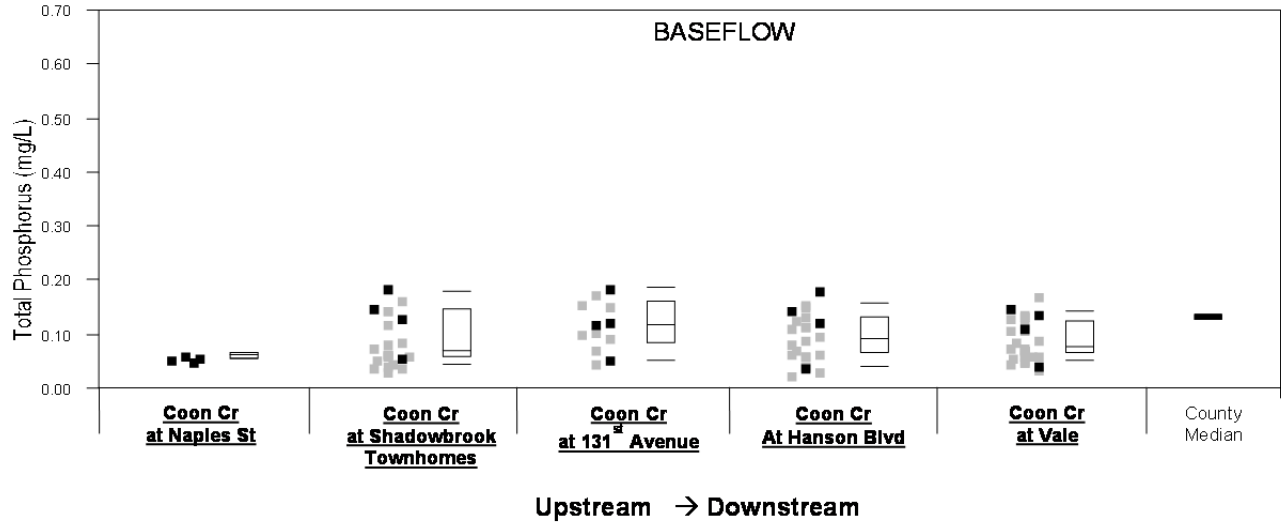 BASEFLOW
Total Phosphorus (mg/L)
0.70
0.60
0.50
0.40
0.30
0.20
0.10
0.00
Coon Cr
at Naples St
Coon Cr
at Shadowbrook
Townhomes
Coon Cr
at 131st Avenue
Coon Cr
At Hanson Blvd
Coon Cr
at Vale
County
Median
Upstream → Downstream